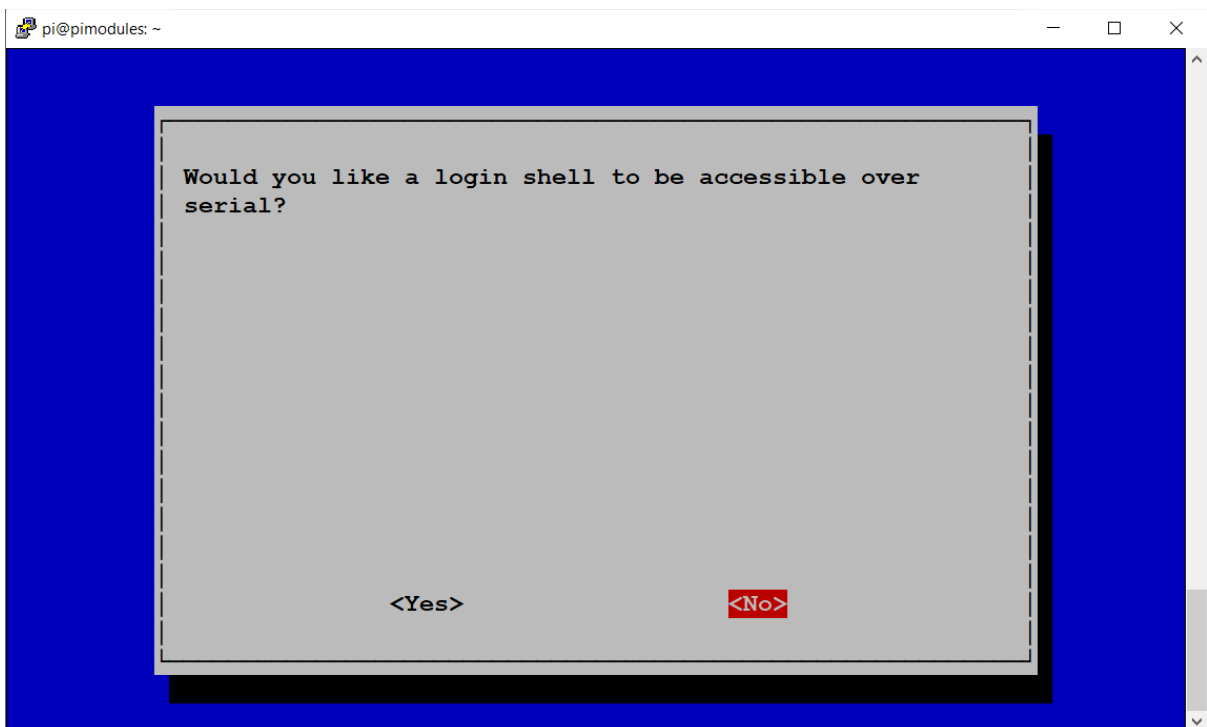 pi@pimodules: ~
Would you like a login shell to be accessible over
serial?
<Yes> <No>